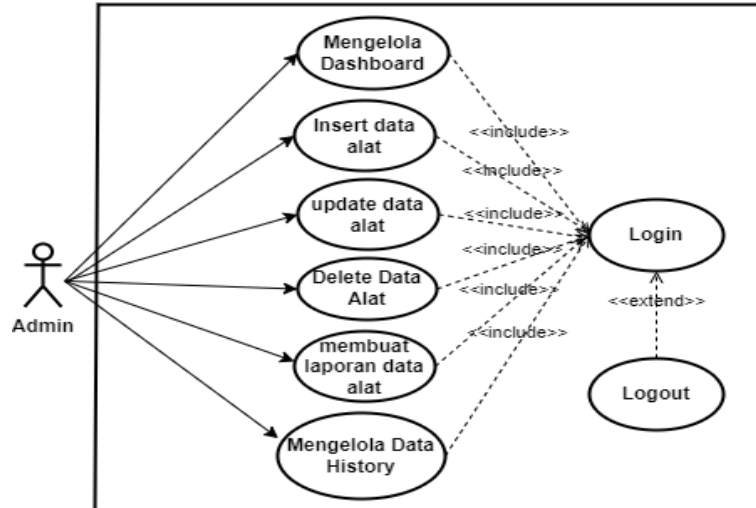 Mengelola
Dashboard
Insert data
alat
update data
alat
Delete Data
Alat
membuat
laporan data
alat
Mengelola Data
History
Admin
<<include>>
<<include>>
<<include>>
<<include>>
<<include>>
<<include>>
Login
<<extend>>
Logout